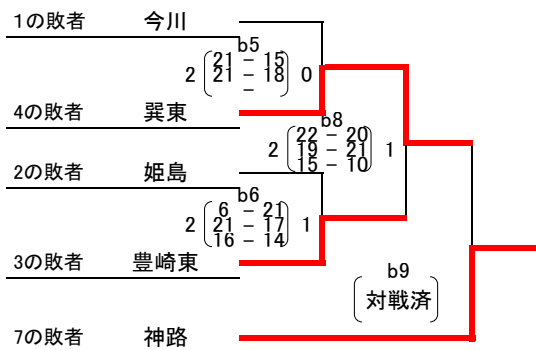 1の敗者 今川
b5
2 21 - 15 0
21 - 18
-
4の敗者 巽東
b8
2 22 - 20 1
19 - 21
15 - 10
2の敗者 姫島
b6
2 6 - 21 1
21 - 17
16 - 14
3の敗者 豊崎東
b9
対戦済
7の敗者 神路